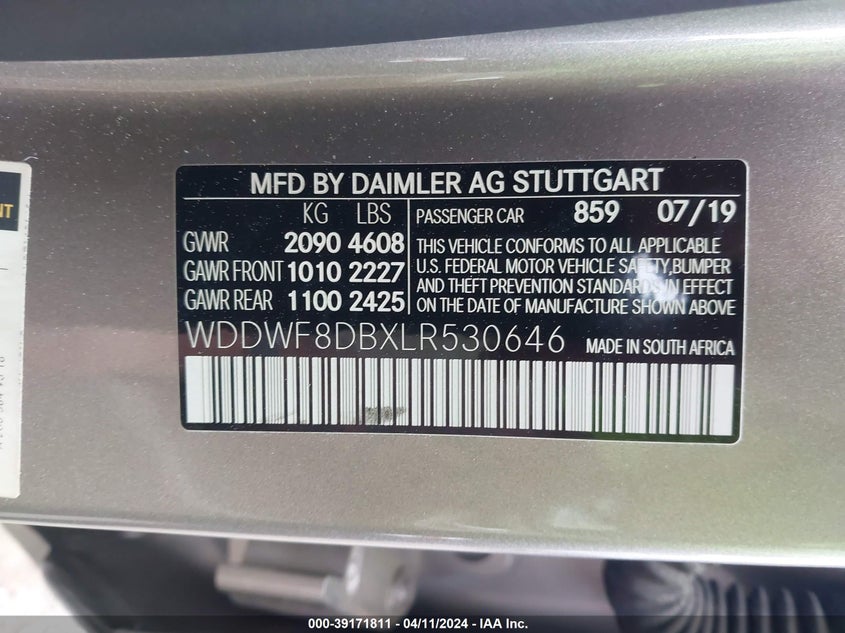 MFD BY DAIMLER AG STUTTGART
KG LBS
GVWR 2090 4608
GAWR FRONT 1010 2227
GAWR REAR 1100 2425
PASSENGER CAR 859 07/19
THIS VEHICLE CONFORMS TO ALL APPLICABLE
U.S. FEDERAL MOTOR VEHICLE SAFETY,BUMPER
AND THEFT PREVENTION STANDARDS IN EFFECT
ON THE DATE OF MANUFACTURE SHOWN ABOVE
WDDWF8DBXLR530646 MADE IN SOUTH AFRICA
000-39171811 - 04/11/2024 - IAA Inc.